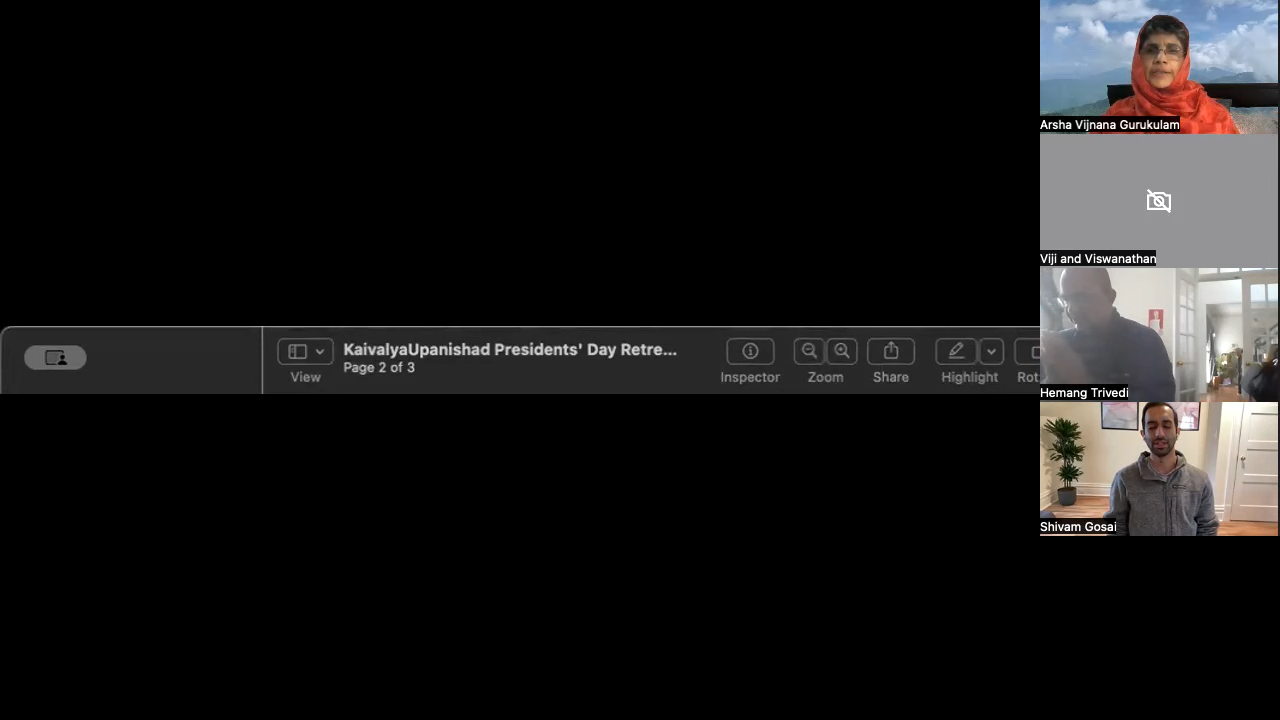 KaivalyaUpanishad Presidents' Day Retre...
Page 2 of 3
View
Inspector
Zoom
Share
Highlight
Rot
Arsha Vijnana Gurukulam
Viji and Viswanathan
Hemang Trivedi
Shivam Gosai